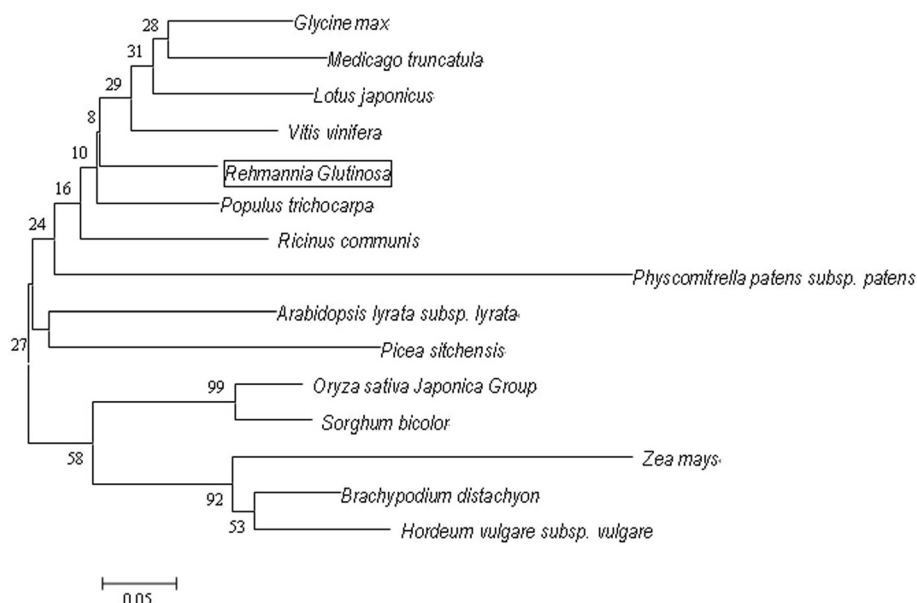 28
Glycine max
Medicago truncatula
31
Lotus japonicus
29
Vitis vinifera
8
Rehmannia Glutinosa
10
Populus trichocarpa
16
Ricinus communis
24
Physcomitrella patens subsp. patens
Arabidopsis lyrata subsp. lyrata
27
Picea sitchensis
99
Oryza sativa Japonica Group
Sorghum bicolor
58
Zea mays
92
Brachypodium distachyon
53
Hordeum vulgare subsp. vulgare
0.05